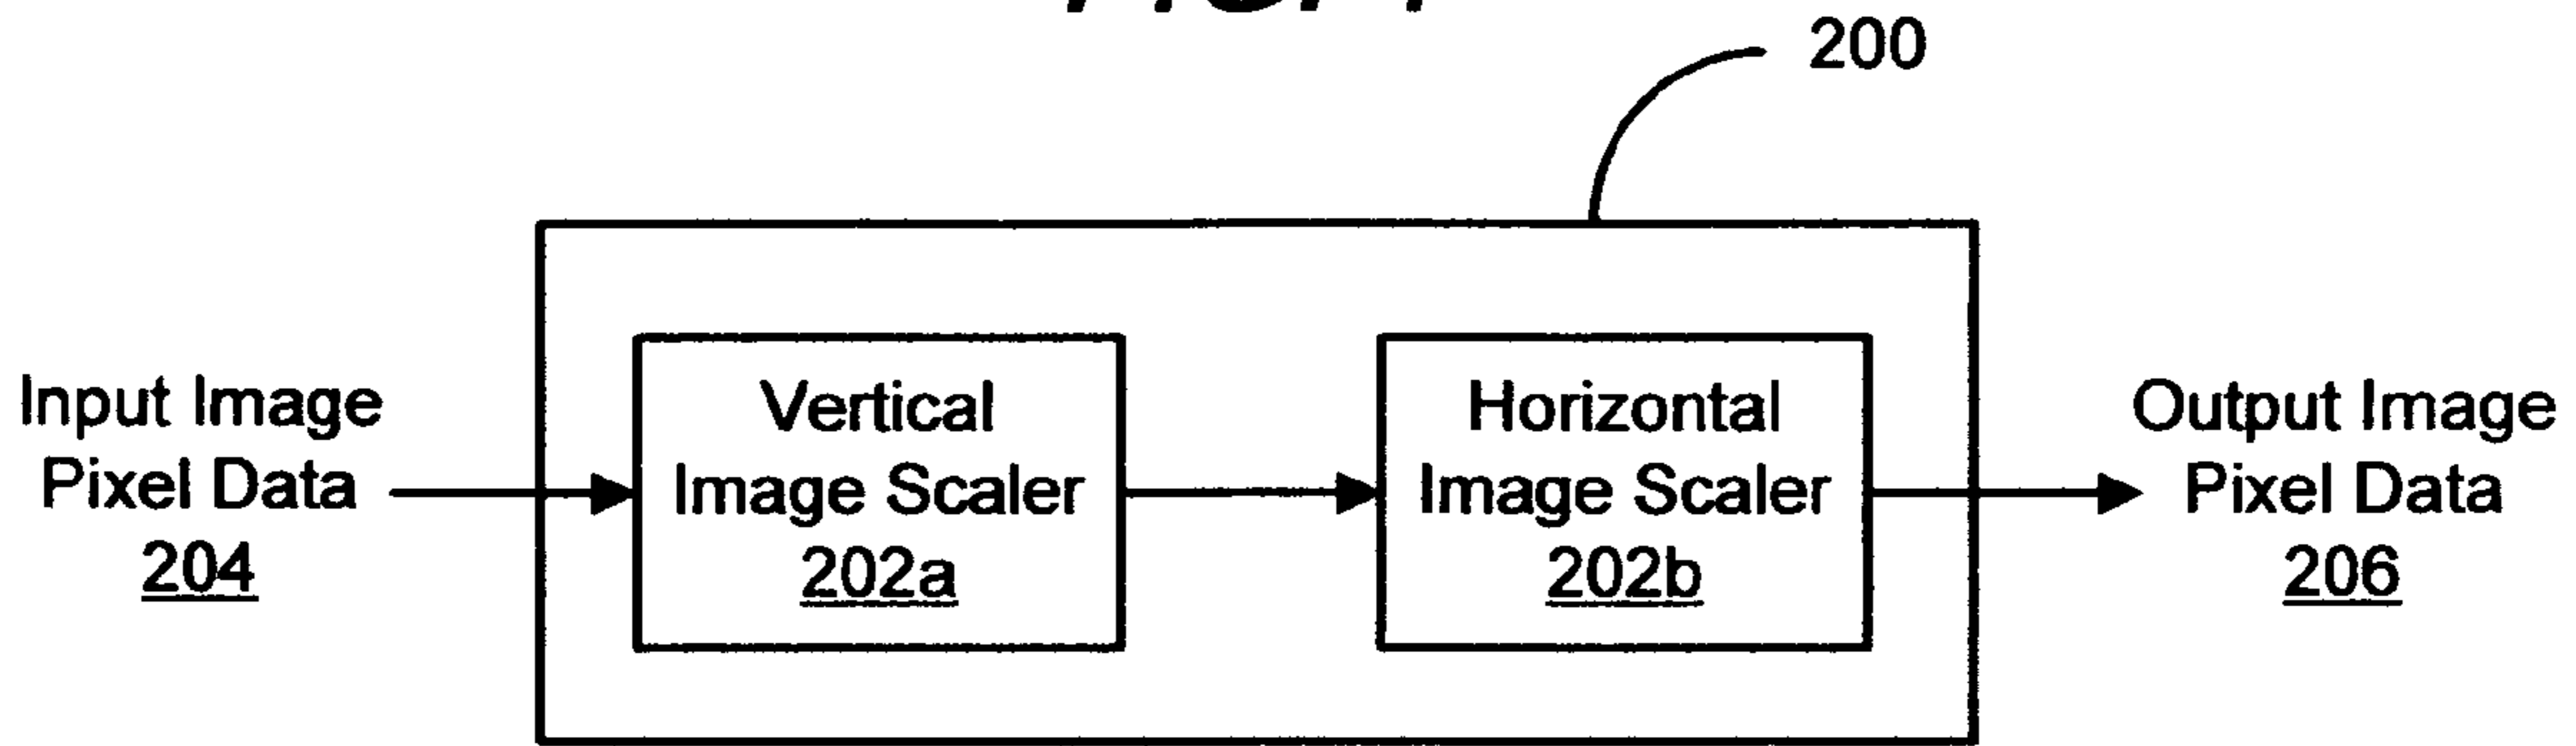 200
Input Image
Pixel Data
204
Vertical
Image Scaler
202a
Horizontal
Image Scaler
202b
Output Image
Pixel Data
206